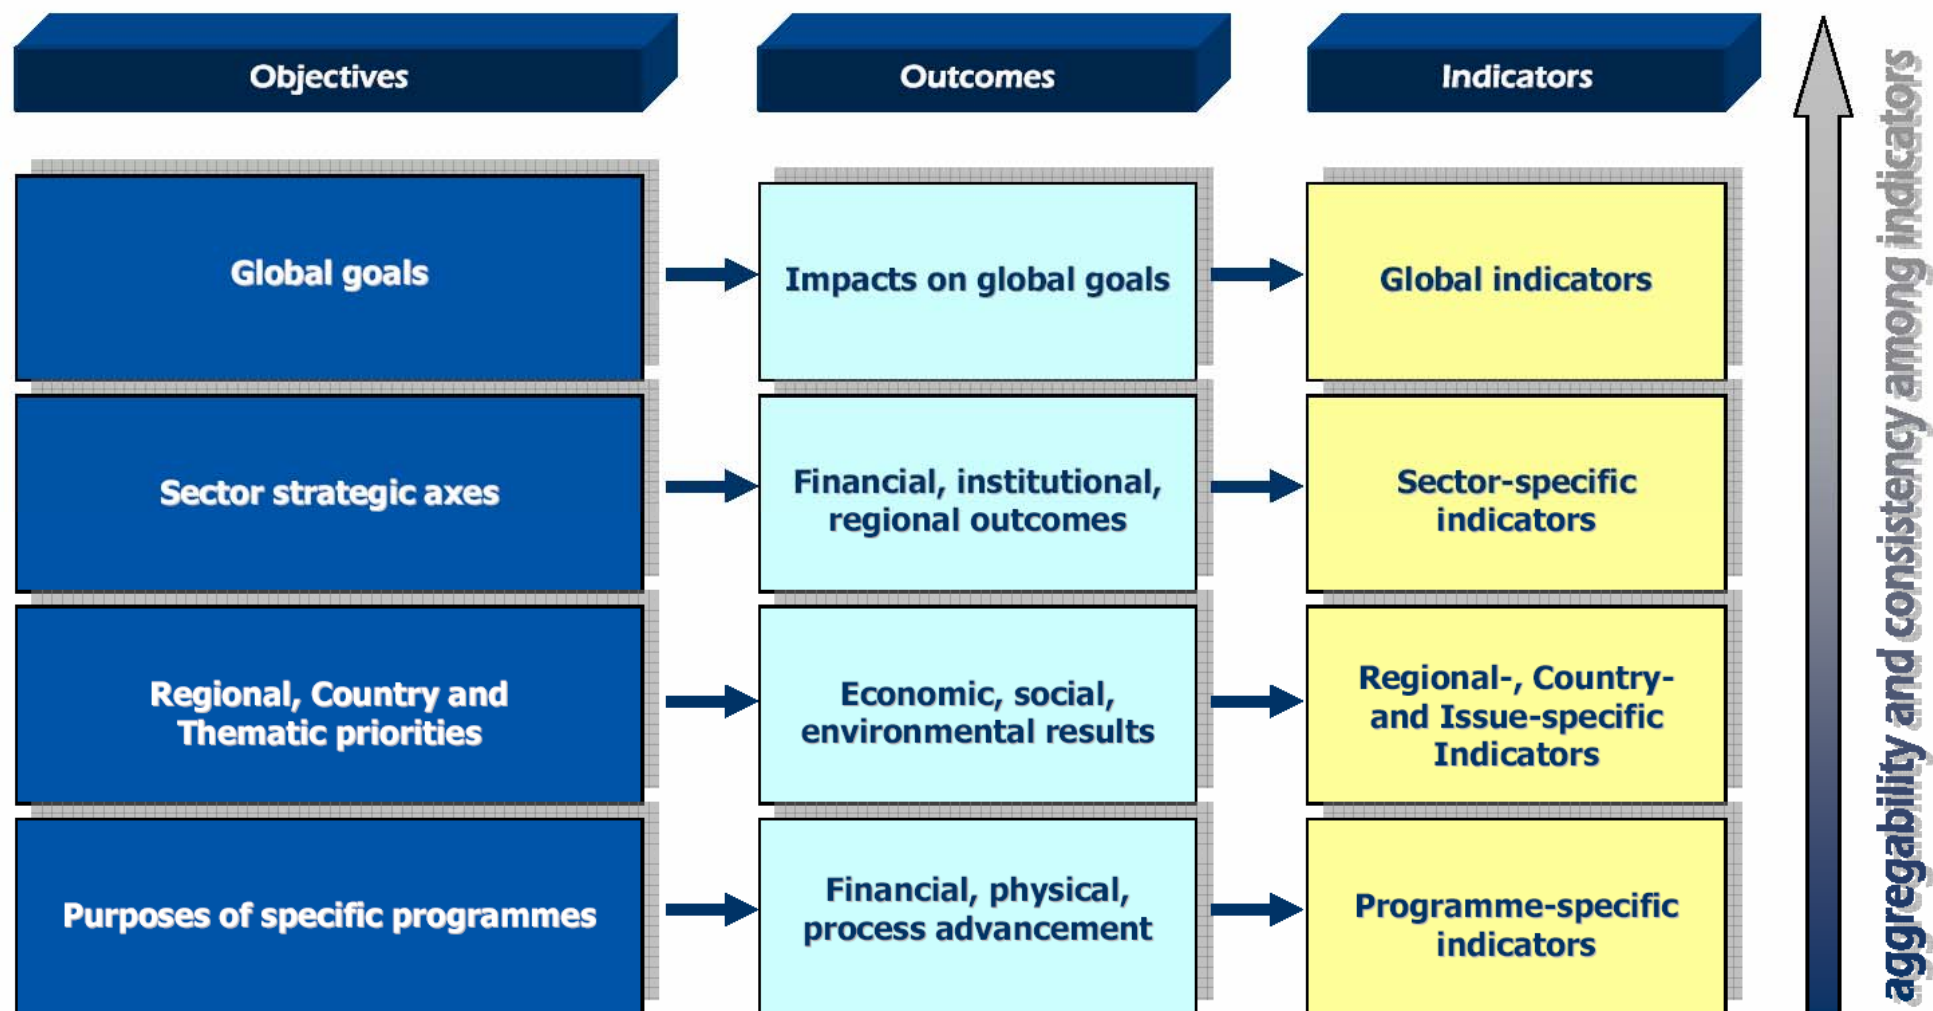 Objectives
Outcomes
Indicators
Global goals
Impacts on global goals
Global indicators
Sector strategic axes
Financial, institutional,
regional outcomes
Sector-specific
indicators
Regional, Country and
Thematic priorities
Economic, social,
environmental results
Regional-, Country-
and Issue-specific
Indicators
Purposes of specific programmes
Financial, physical,
process advancement
Programme-specific
indicators
aggregability and consistency among indicators